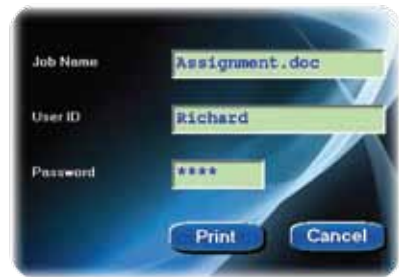 Job Name Assignment.doc
User ID Richard
Password ****
Print Cancel